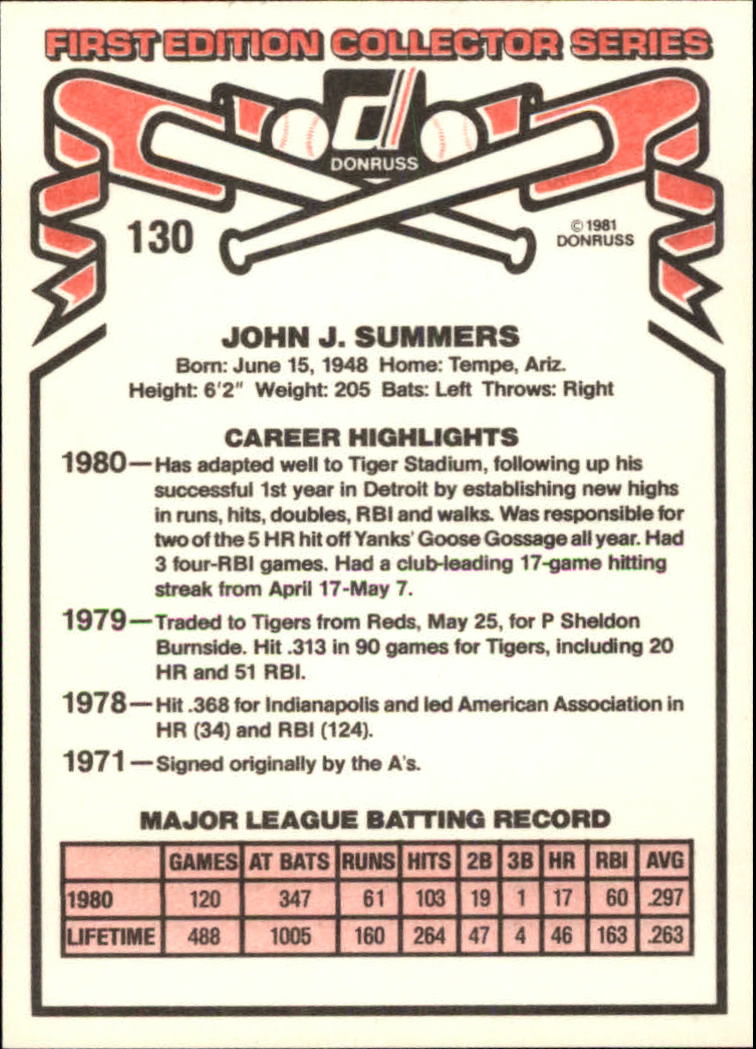 FIRST EDITION COLLECTOR SERIES
DONRUSS
130
© 1981
DONRUSS
JOHN J. SUMMERS
Born: June 15, 1948 Home: Tempe, Ariz.
Height: 6'2" Weight: 205 Bats: Left Throws: Right
CAREER HIGHLIGHTS
1980—Has adapted well to Tiger Stadium, following up his
successful 1st year in Detroit by establishing new highs
in runs, hits, doubles, RBI and walks. Was responsible for
two of the 5 HR hit off Yanks' Goose Gossage all year. Had
3 four-RBI games. Had a club-leading 17-game hitting
streak from April 17-May 7.
1979—Traded to Tigers from Reds, May 25, for P Sheldon
Burnside. Hit .313 in 90 games for Tigers, including 20
HR and 51 RBI.
1978—Hit .368 for Indianapolis and led American Association in
HR (34) and RBI (124).
1971—Signed originally by the A's.
MAJOR LEAGUE BATTING RECORD
GAMES AT BATS RUNS HITS 2B 3B HR RBI AVG
1980 120 347 61 103 19 1 17 60 .297
LIFETIME 488 1005 160 264 47 4 46 163 .263